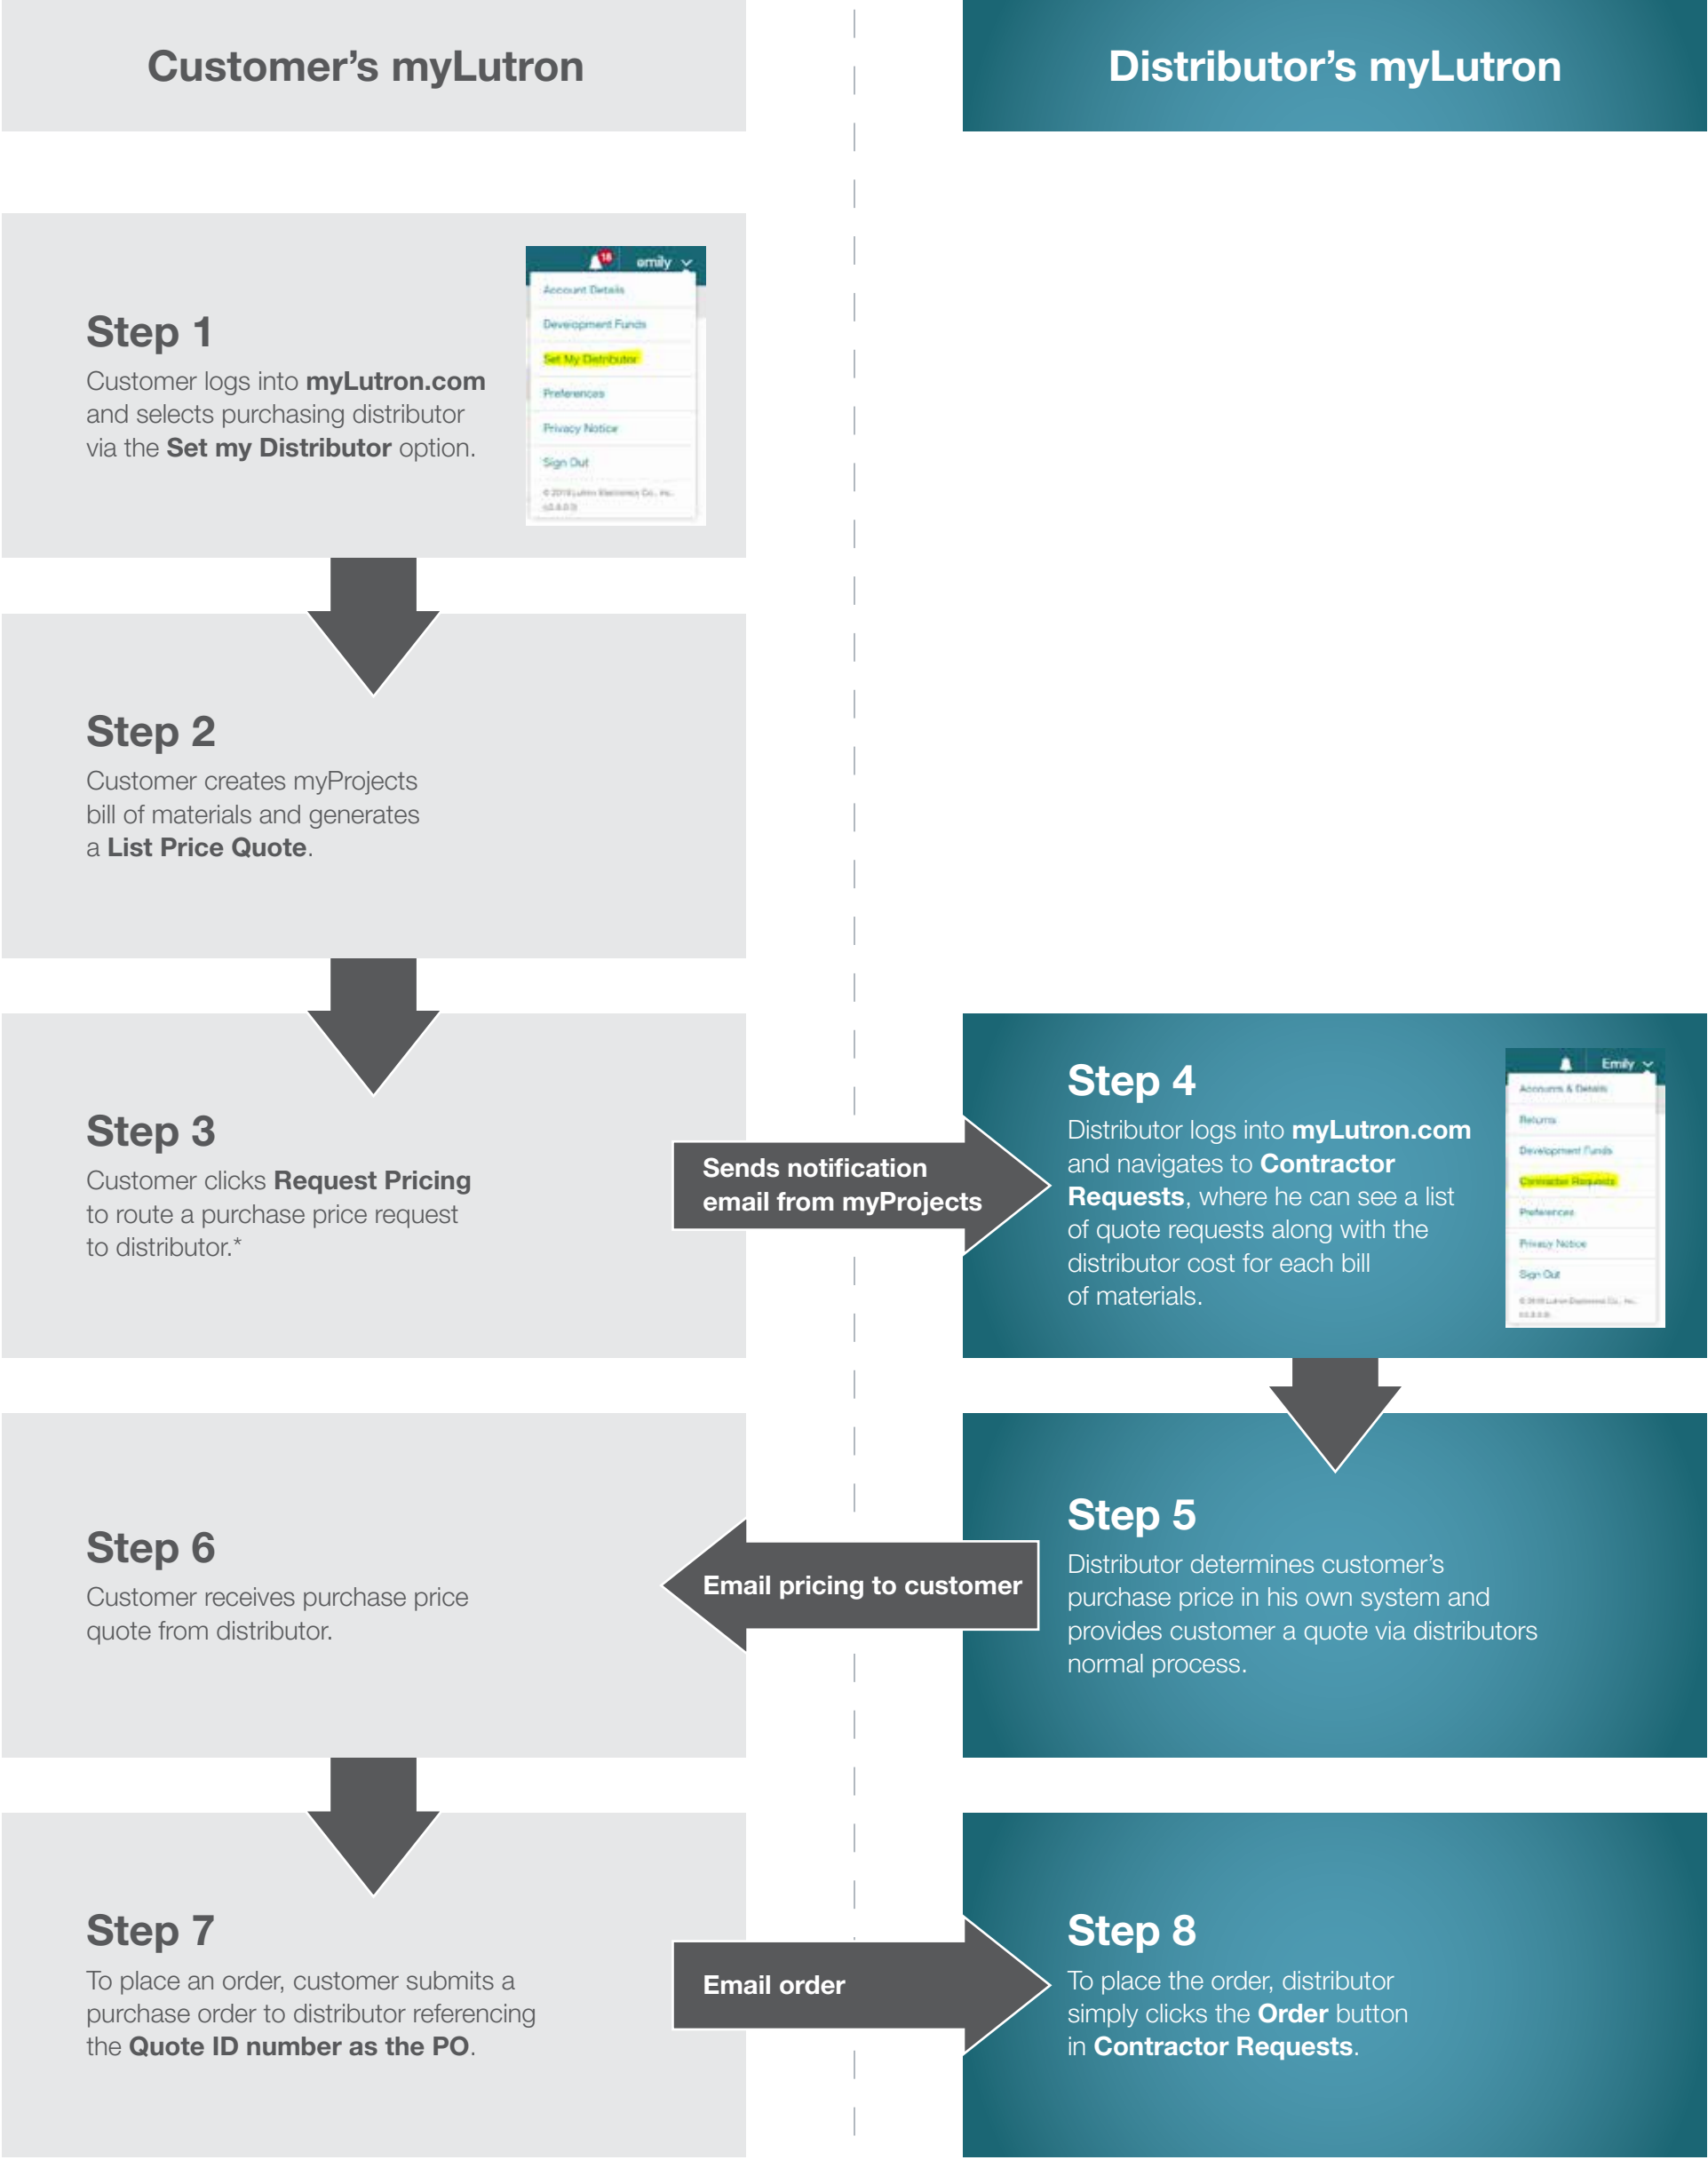 Customer's myLutron
Distributor's myLutron
Step 1
Customer logs into myLutron.com
and selects purchasing distributor
via the Set my Distributor option.
18
emily
Account Details
Development Funds
Set My Distributor
Preferences
Privacy Notice
Sign Out
Step 2
Customer creates myProjects
bill of materials and generates
a List Price Quote.
Step 3
Customer clicks Request Pricing
to route a purchase price request
to distributor.*
Sends notification
email from myProjects
Step 4
Distributor logs into myLutron.com
and navigates to Contractor
Requests, where he can see a list
of quote requests along with the
distributor cost for each bill
of materials.
Emily
Accounts & Details
Returns
Development Funds
Contractor Requests
Preferences
Privacy Notice
Sign Out
Step 5
Distributor determines customer's
purchase price in his own system and
provides customer a quote via distributors
normal process.
Email pricing to customer
Step 6
Customer receives purchase price
quote from distributor.
Step 7
To place an order, customer submits a
purchase order to distributor referencing
the Quote ID number as the PO.
Email order
Step 8
To place the order, distributor
simply clicks the Order button
in Contractor Requests.